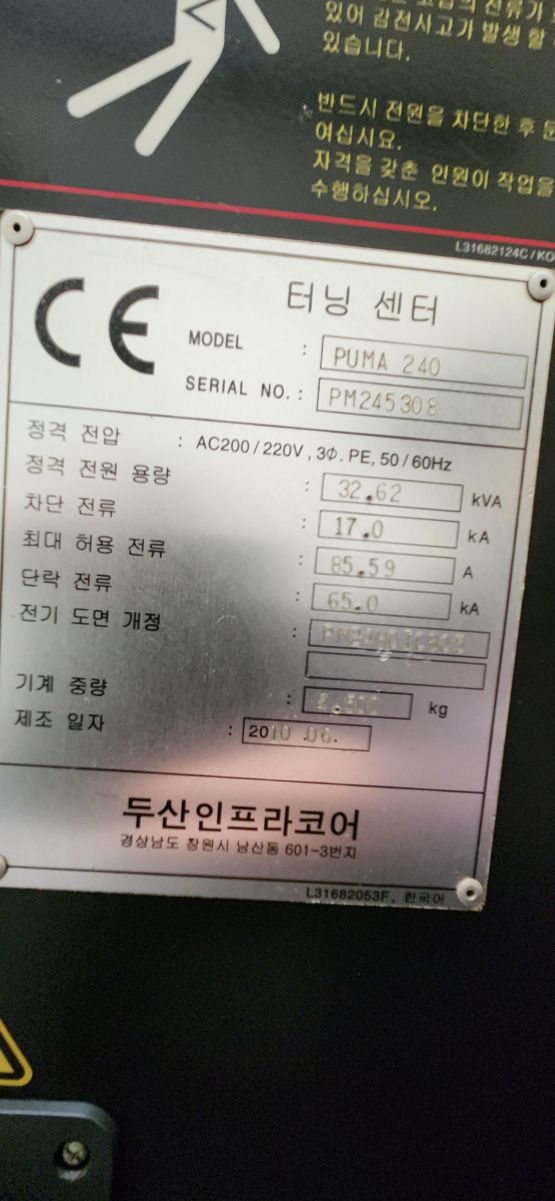 있어 감전사고가 발생 할
있습니다.
반드시 전원을 차단한 후
여십시요.
자격을 갖춘 인원이 작업을
수행하십시오.
L31682124C/KO
CE
터닝 센터
MODEL : PUMA 240
SERIAL NO. : PM245308
정격 전압 : AC200/220V, 3Φ. PE, 50/60Hz
정격 전원 용량 : 32.62 kVA
차단 전류 : 17.0 kA
최대 허용 전류 : 85.59 A
단락 전류 : 65.0 kA
전기 도면 개정 :
기계 중량 : kg
제조 일자 : 2010 .06.
두산인프라코어
경상남도 창원시 남산동 601-3번지
L31682053F, 한국어